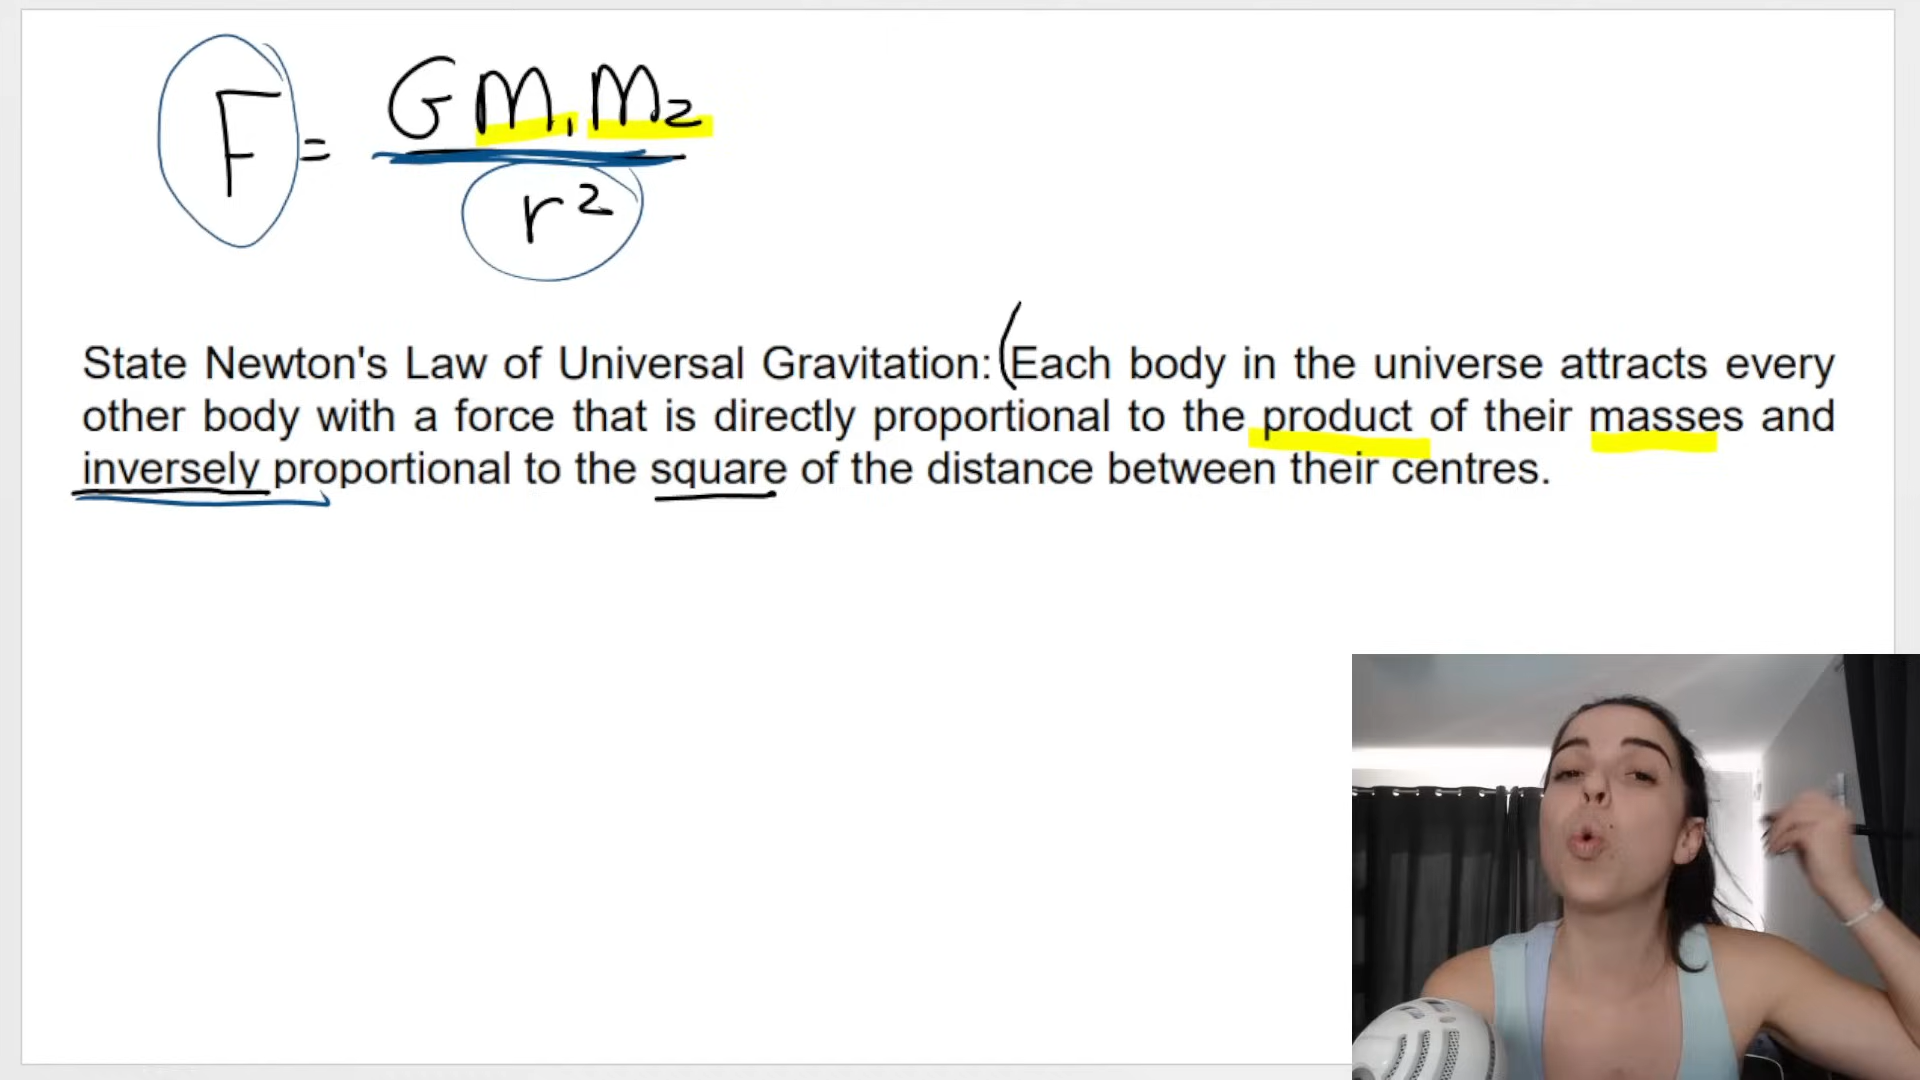 F = G m₁ m₂
r²
State Newton's Law of Universal Gravitation: (Each body in the universe attracts every
other body with a force that is directly proportional to the product of their masses and
inversely proportional to the square of the distance between their centres.